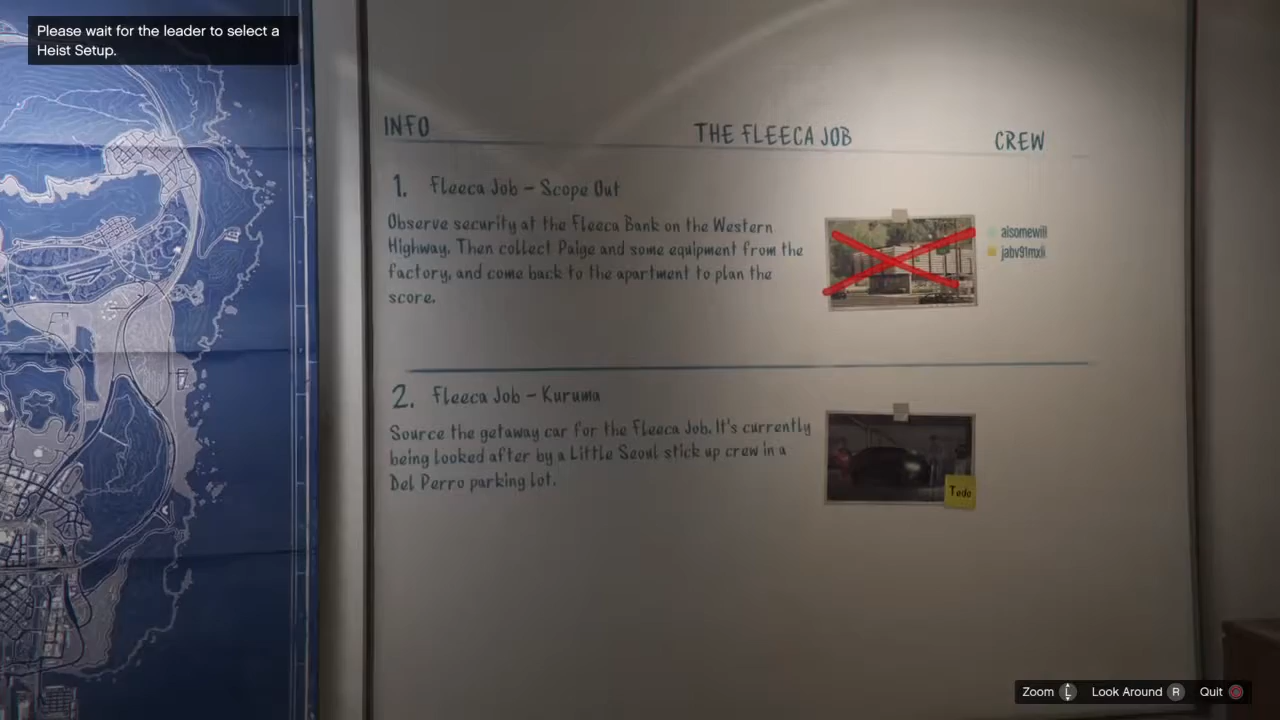 Please wait for the leader to select a
Heist Setup.
INFO
THE FLEECA JOB
CREW
1. Fleeca Job - Scope Out
Observe security at the Fleeca Bank on the Western
Highway. Then collect Paige and some equipment from the
factory, and come back to the apartment to plan the
score.
alsomewill
jabv91mxli
2. Fleeca Job - Kuruma
Source the getaway car for the Fleeca Job. It's currently
being looked after by a Little Seoul stick up crew in a
Del Perro parking lot.
Todo
Zoom L Look Around R Quit